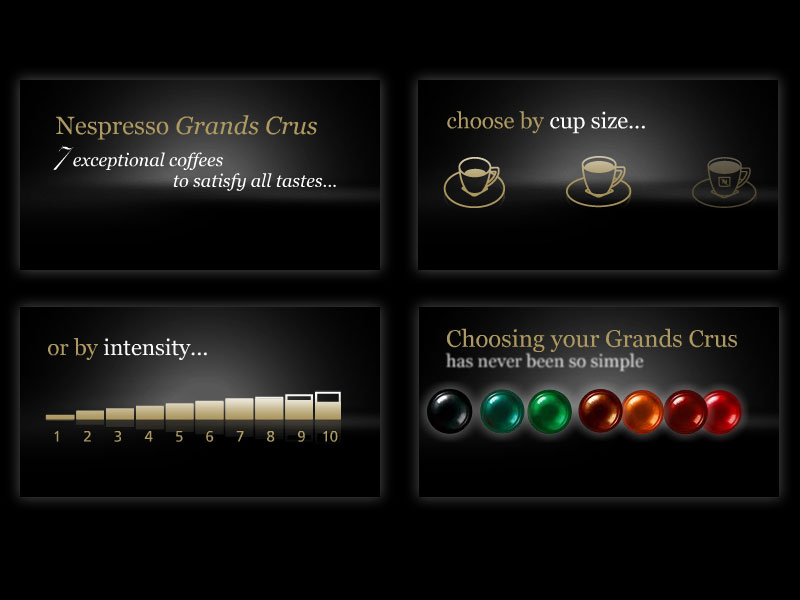 Nespresso Grands Crus
7 exceptional coffees
to satisfy all tastes...
choose by cup size...
or by intensity...
1 2 3 4 5 6 7 8 9 10
Choosing your Grands Crus
has never been so simple